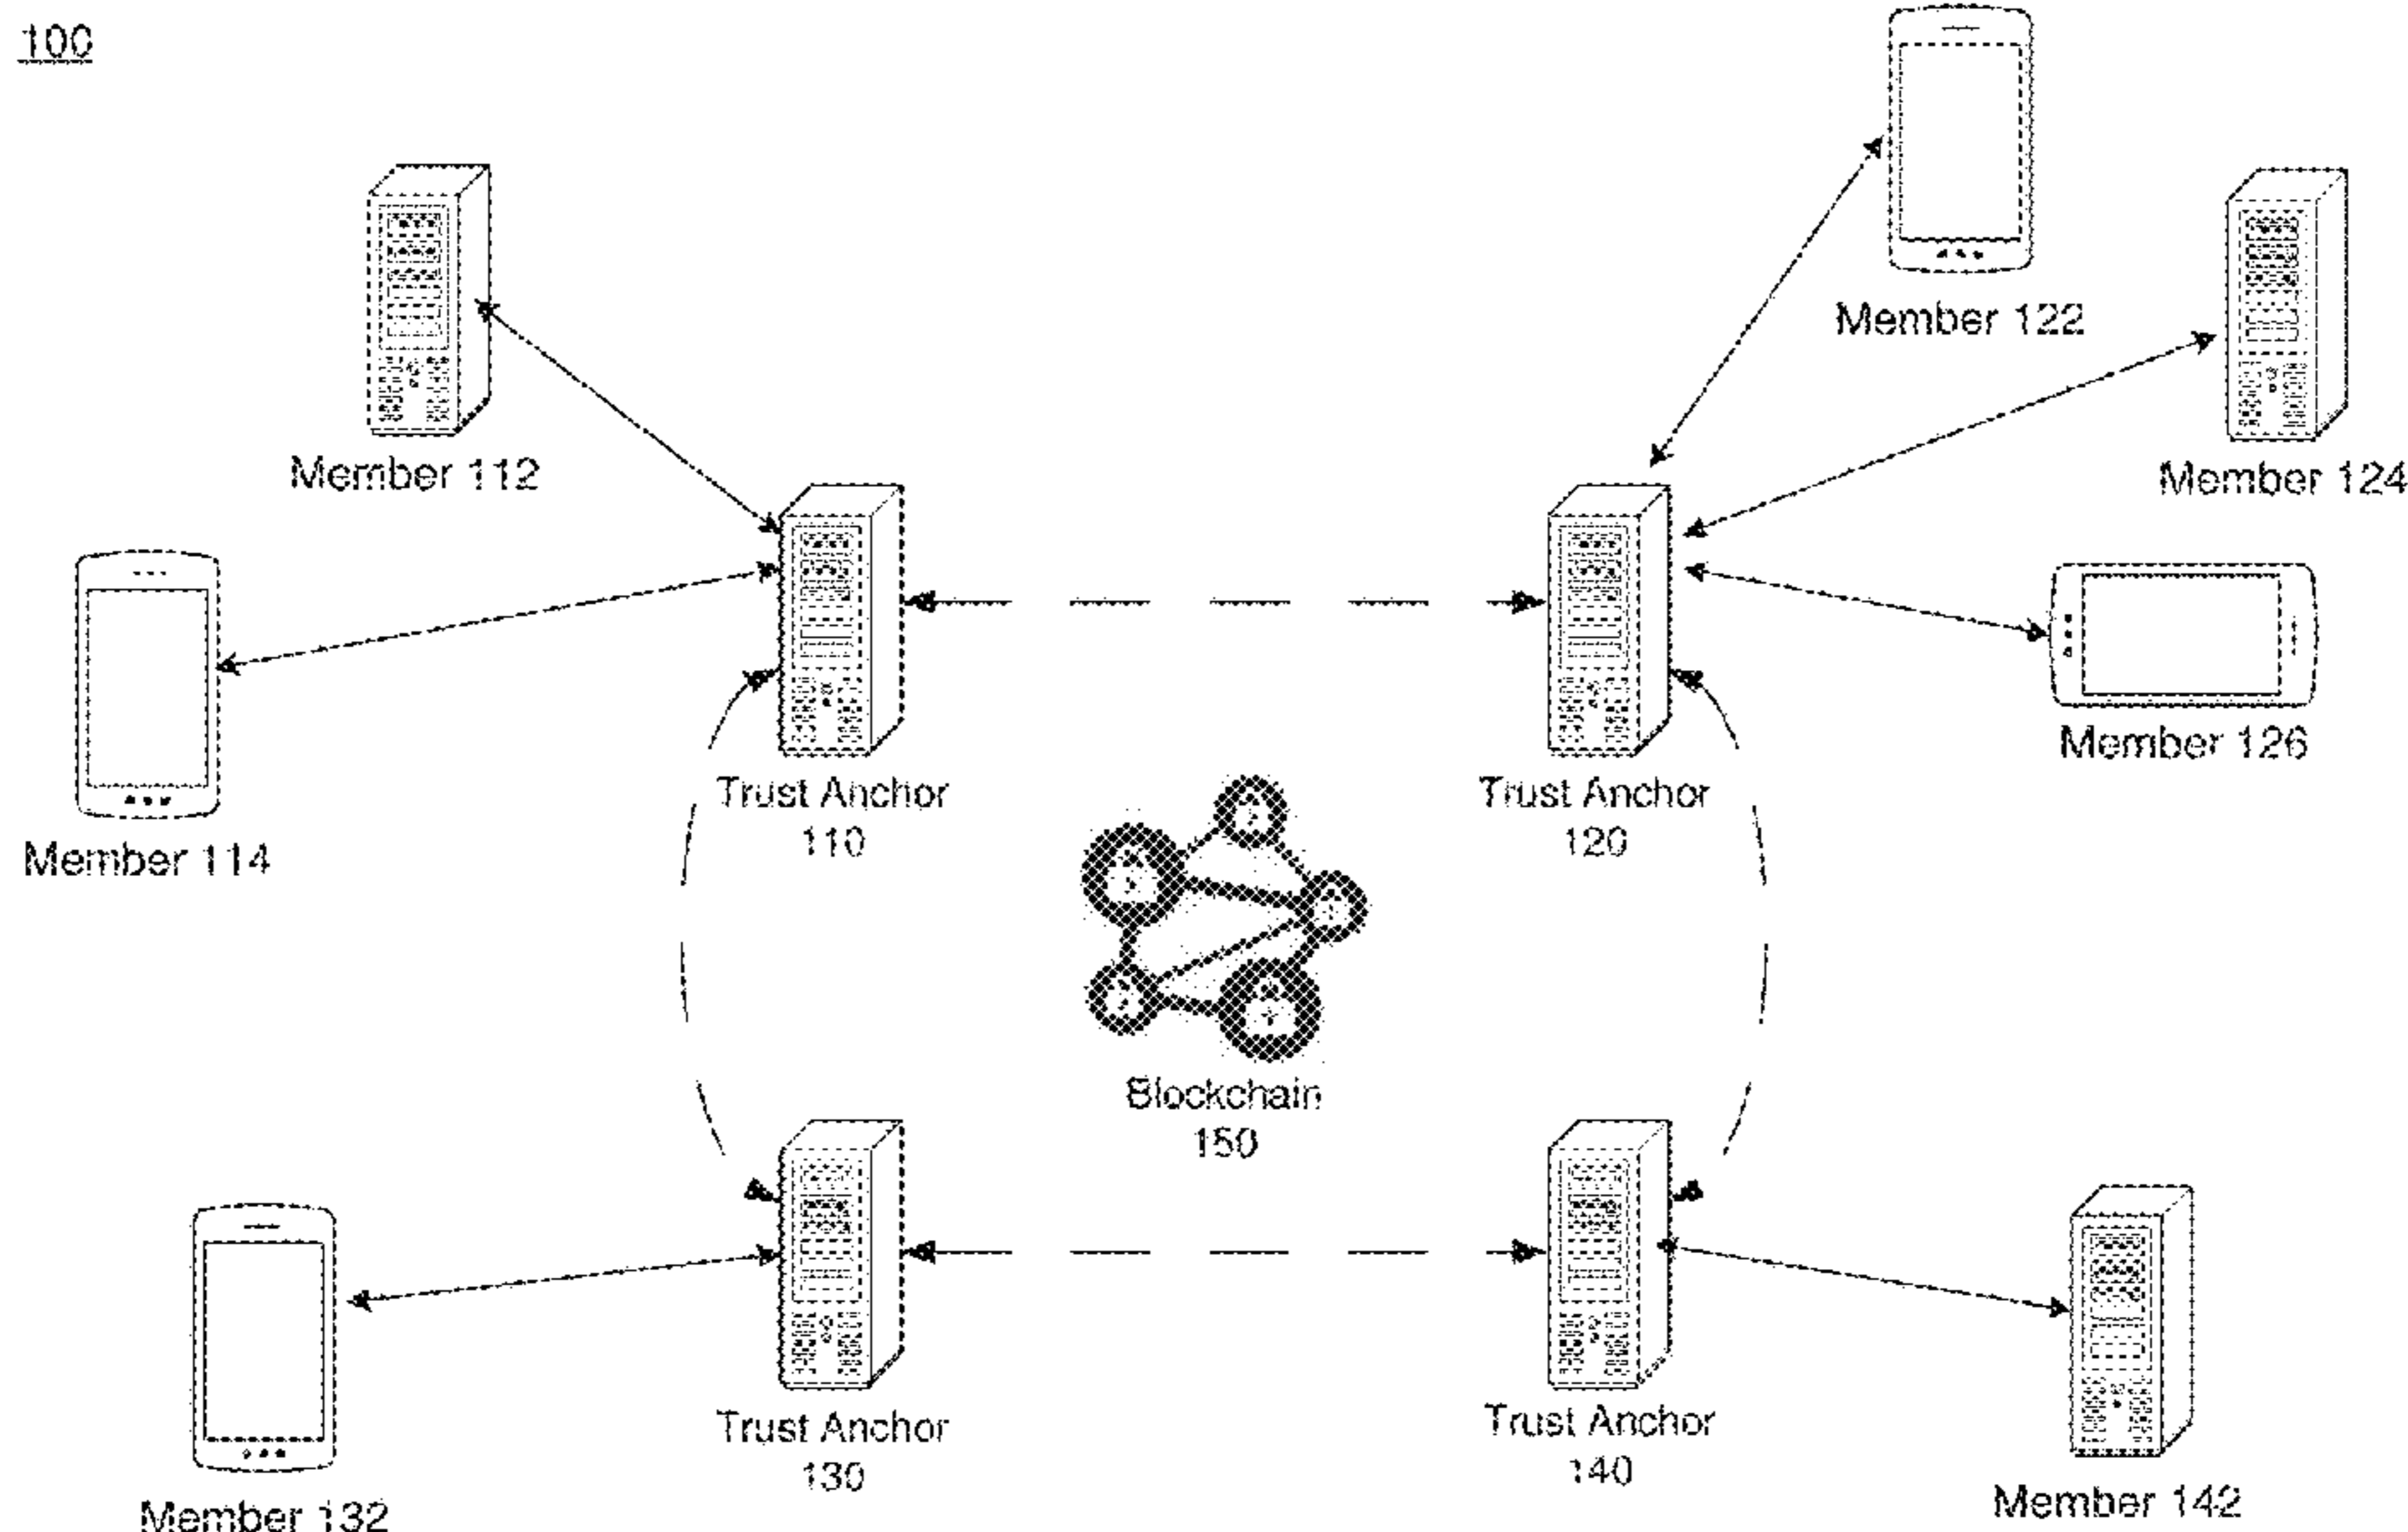 100
Member 122
Member 112
Member 124
Member 126
Trust Anchor
110
Trust Anchor
120
Member 114
Blockchain
150
Trust Anchor
130
Trust Anchor
140
Member 132
Member 142